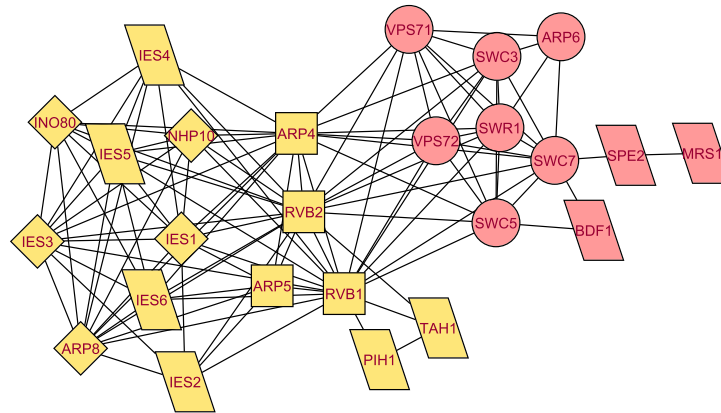 VPS71
ARP6
IES4
SWC3
INO80
NHP10
ARP4
SWR1
IES5
VPS72
SWC7
SPE2
MRS1
RVB2
SWC5
BDF1
IES3
IES1
ARP5
RVB1
IES6
TAH1
ARP8
PIH1
IES2